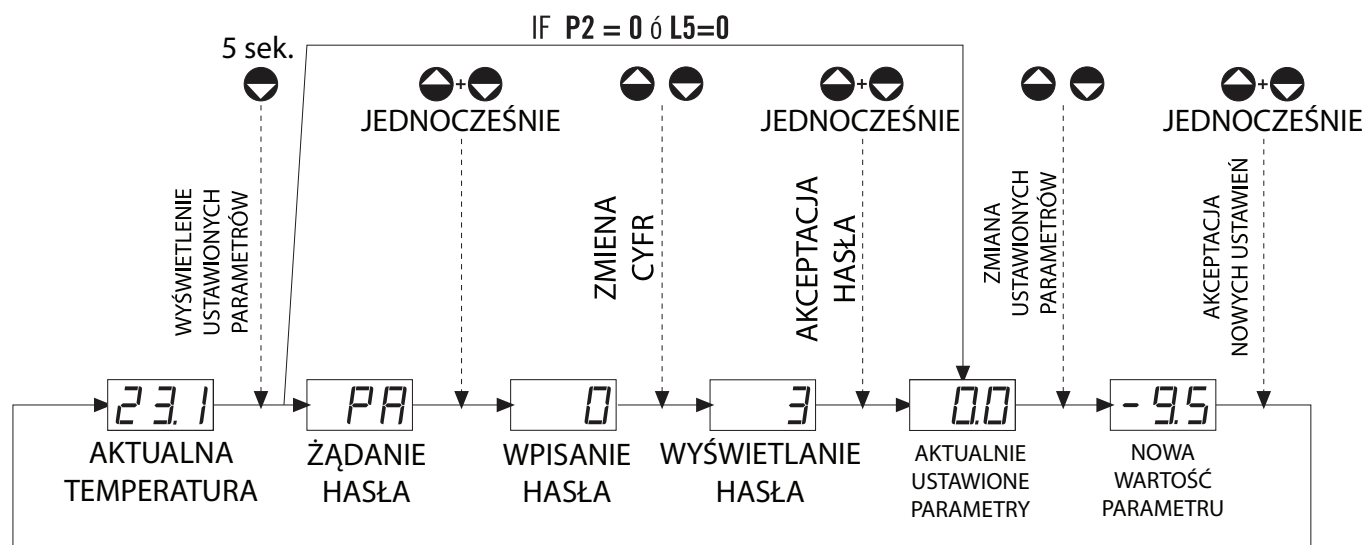 IF P2 = 0 ó L5=0
5 sek.
+
JEDNOCZEŚNIE
+
JEDNOCZEŚNIE
+
JEDNOCZEŚNIE
WYŚWIETLENIE
USTAWIONYCH
PARAMETRÓW
ZMIENA
CYFR
AKCEPTACJA
HASŁA
ZMIANA
USTAWIONYCH
PARAMETRÓW
AKCEPTACJA
NOWYCH USTAWIEŃ
23.1
PA
0
3
0.0
-9.5
AKTUALNA
TEMPERATURA
ŻĄDANIE
HASŁA
WPISANIE
HASŁA
WYŚWIETLANIE
HASŁA
AKTUALNIE
USTAWIONE
PARAMETRY
NOWA
WARTOŚĆ
PARAMETRU